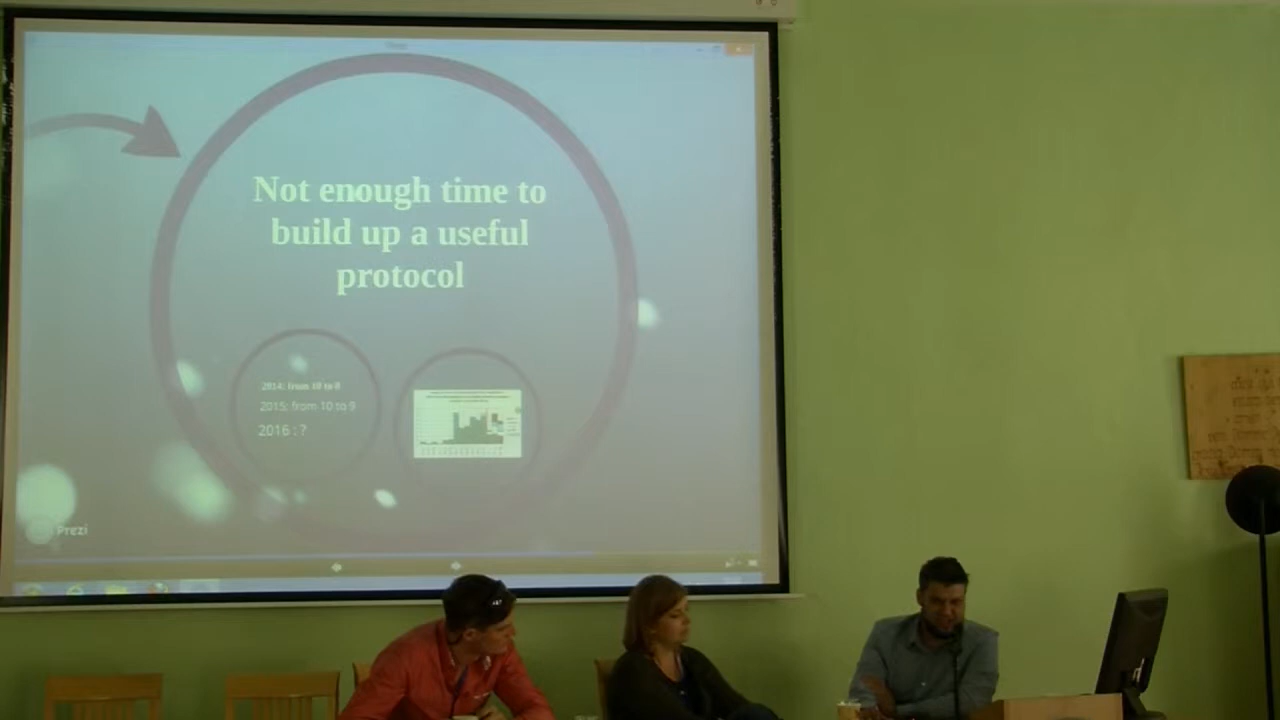 Not enough time to
build up a useful
protocol
2014: from 10 to 9
2015: from 10 to 9
2016 : ?
Prezi